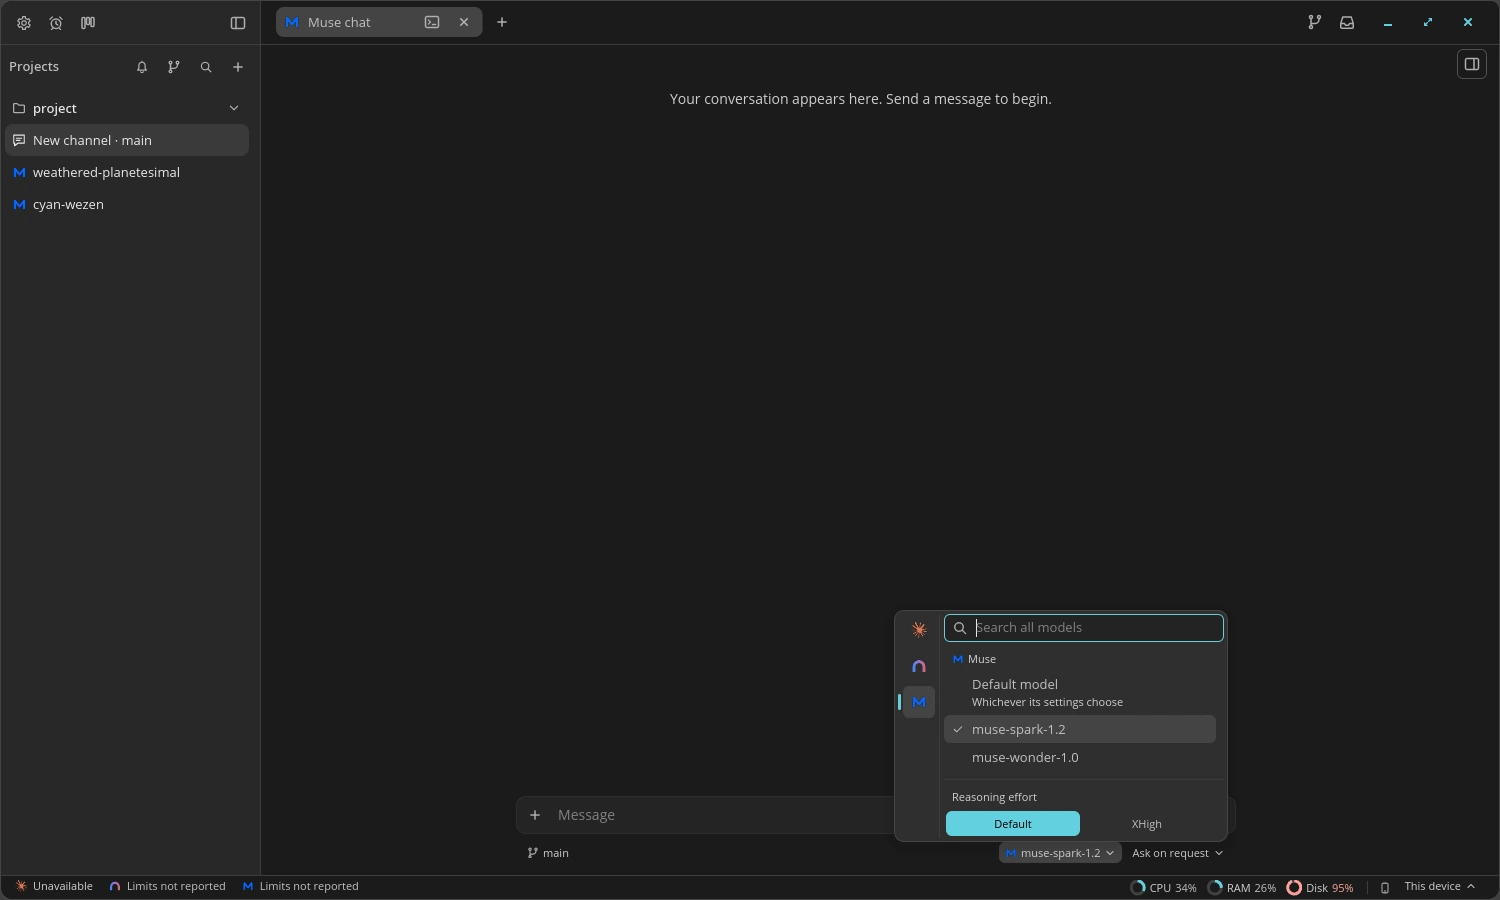 Muse chat
Projects
project
New channel · main
weathered-planetesimal
cyan-wezen
Your conversation appears here. Send a message to begin.
Search all models
Muse
Default model
Whichever its settings choose
muse-spark-1.2
muse-wonder-1.0
Reasoning effort
Default XHigh
Message
main
muse-spark-1.2 Ask on request
Unavailable Limits not reported Limits not reported
CPU 34% RAM 26% Disk 95% This device